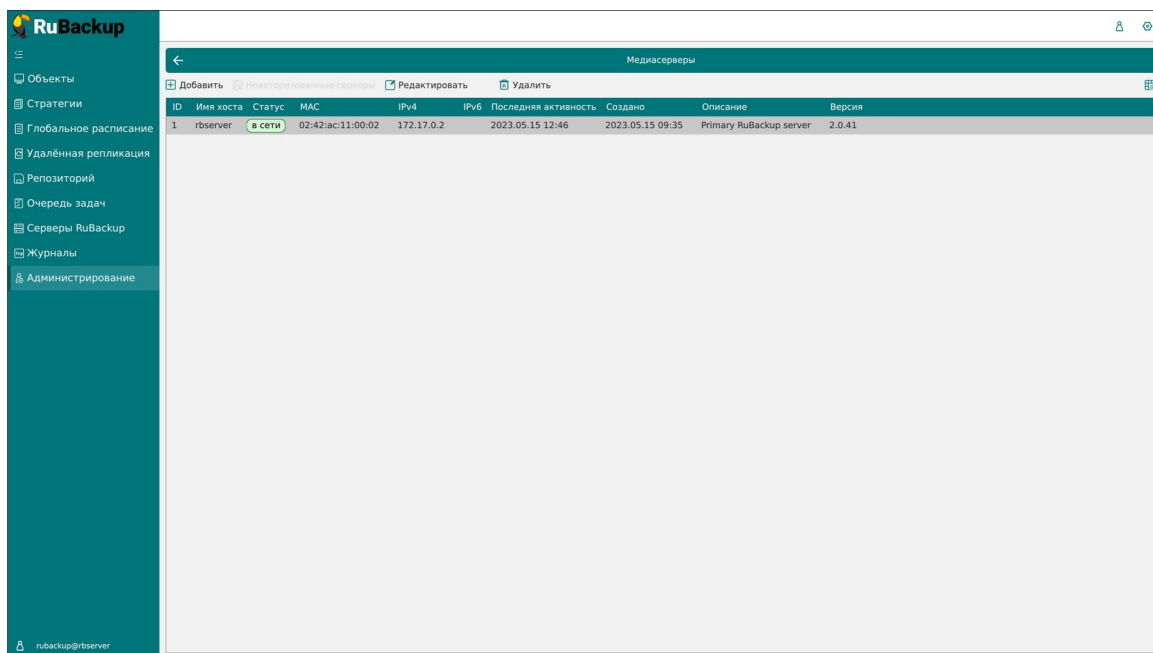 RuBackup
Медиасерверы
Объекты
Стратегии
Глобальное расписание
Удалённая репликация
Репозиторий
Очередь задач
Серверы RuBackup
Журналы
Администрирование
Добавить Неавторизованные серверы Редактировать Удалить
ID Имя хоста Статус MAC IPv4 IPv6 Последняя активность Создано Описание Версия
1 rbserver в сети 02:42:ac:11:00:02 172.17.0.2 2023.05.15 12:46 2023.05.15 09:35 Primary RuBackup server 2.0.41
rubackup@rbserver